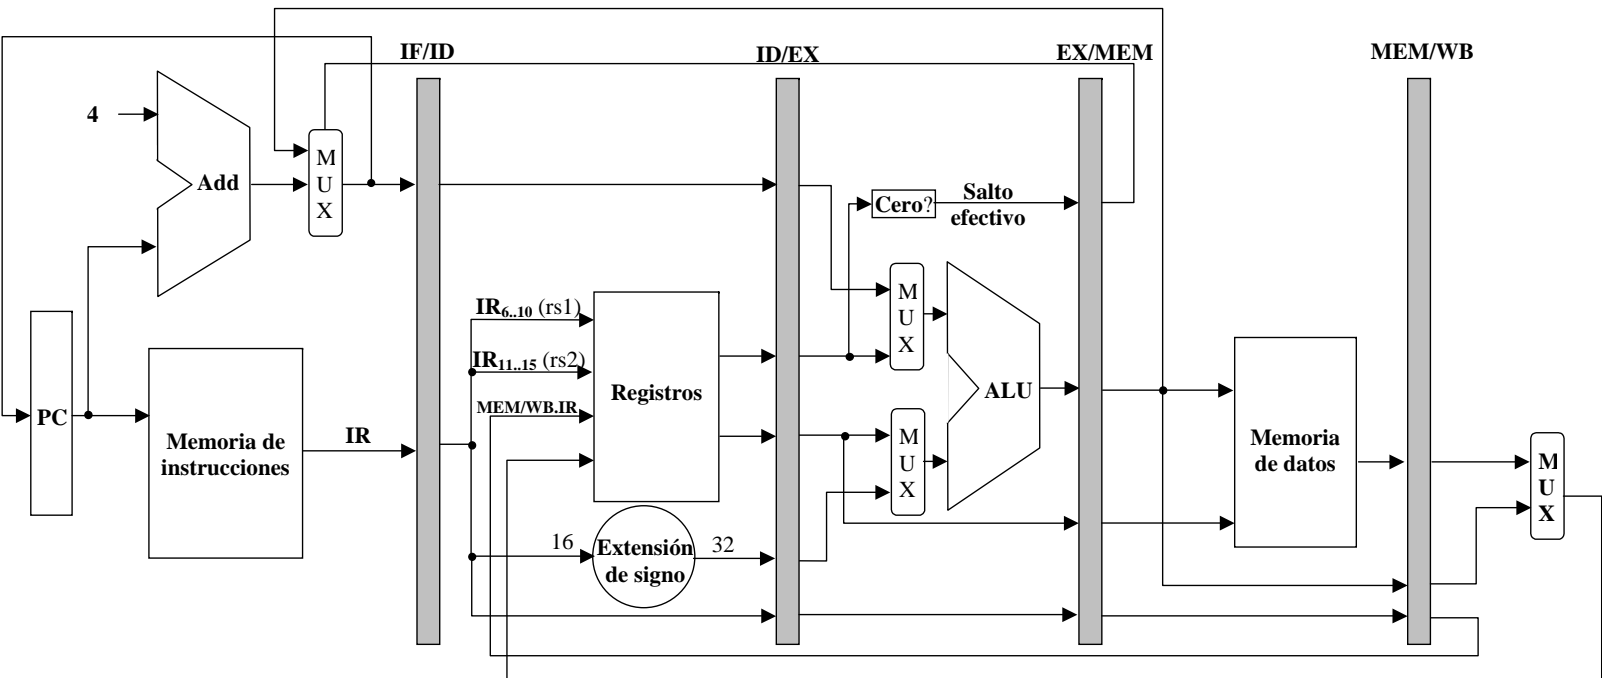 IF/ID
ID/EX
EX/MEM
MEM/WB
4
Add
M
U
X
Cero?
Salto
efectivo
IR6..10 (rs1)
IR11..15 (rs2)
MEM/WB.IR
Registros
M
U
X
M
U
X
ALU
PC
Memoria de
instrucciones
IR
16
Extensión
de signo
32
Memoria
de datos
M
U
X